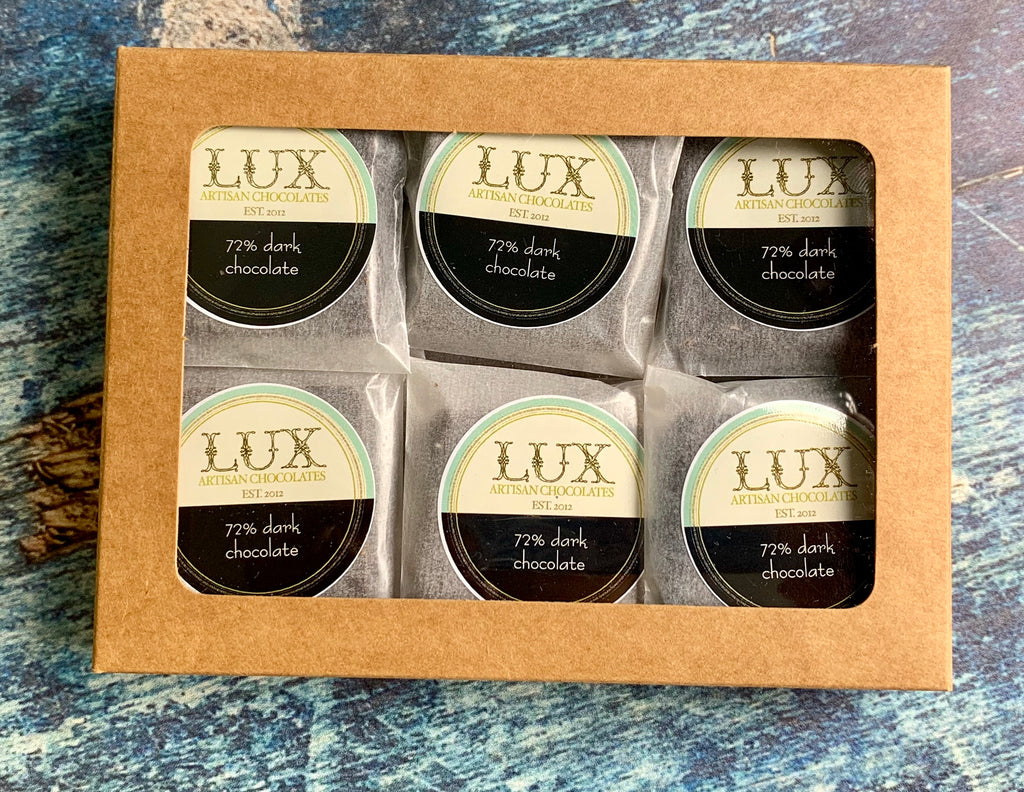 LUX
ARTISAN CHOCOLATES
EST. 2012
72% dark
chocolate
LUX
ARTISAN CHOCOLATES
EST. 2012
72% dark
chocolate
LUX
ARTISAN CHOCOLATES
EST. 2012
72% dark
chocolate
LUX
ARTISAN CHOCOLATES
EST. 2012
72% dark
chocolate
LUX
ARTISAN CHOCOLATES
EST. 2012
72% dark
chocolate
LUX
ARTISAN CHOCOLATES
EST. 2012
72% dark
chocolate